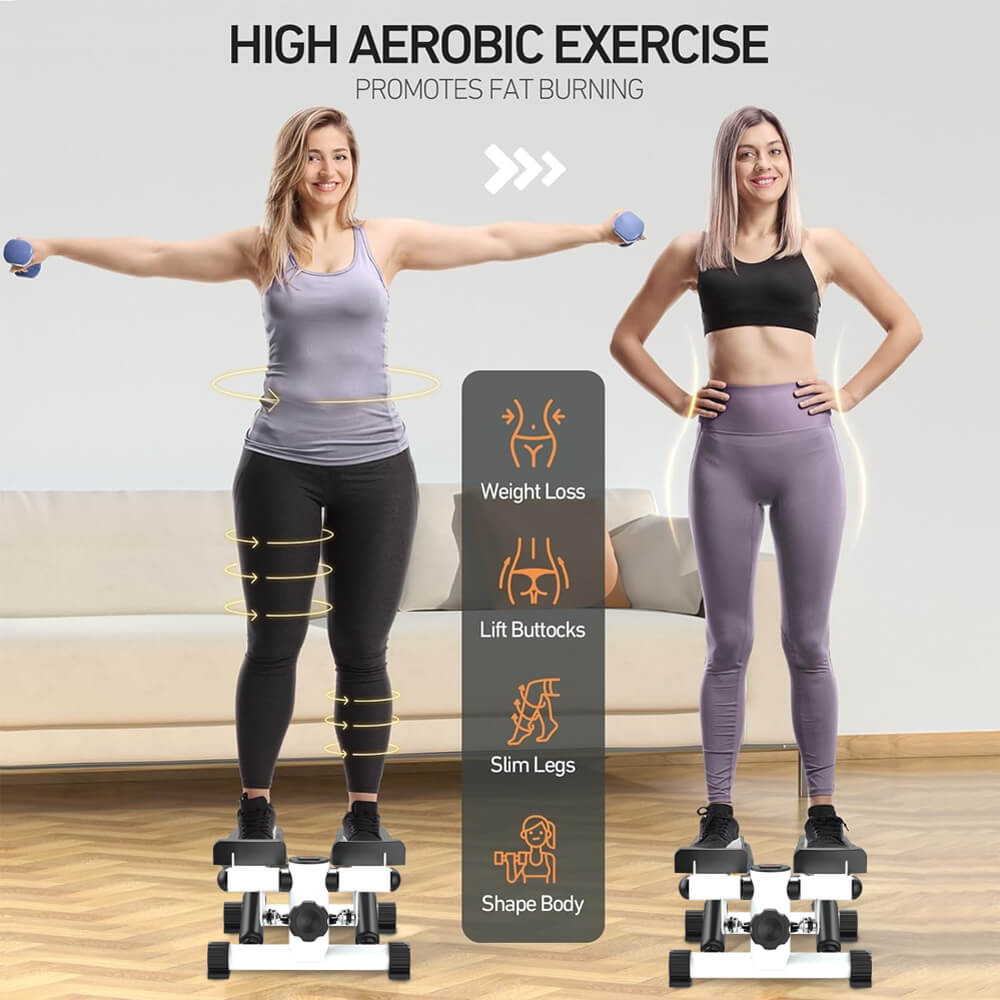 HIGH AEROBIC EXERCISE
PROMOTES FAT BURNING
Weight Loss
Lift Buttocks
Slim Legs
Shape Body